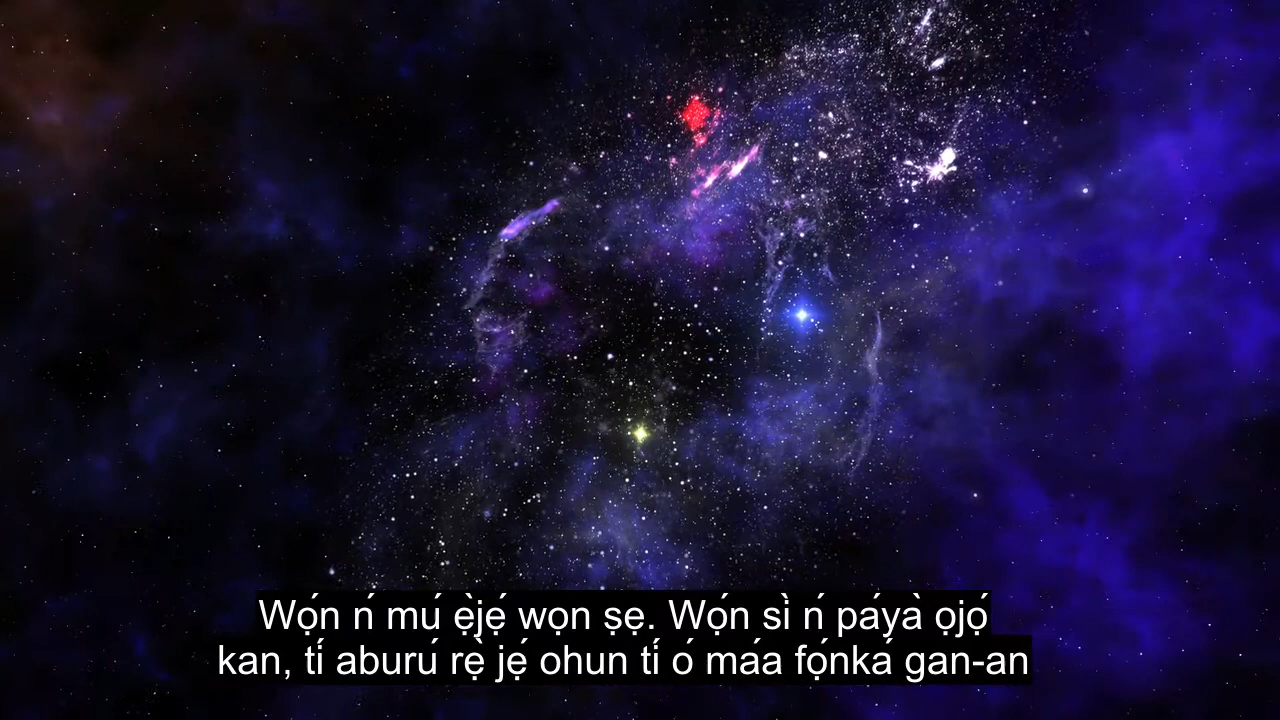 Wọ́n ń mú ẹ̀jẹ́ wọn ṣẹ. Wọ́n sì ń páyà ọjọ́
kan, tí aburú rẹ̀ jẹ́ ohun tí ó máa fọ́nká gan-an